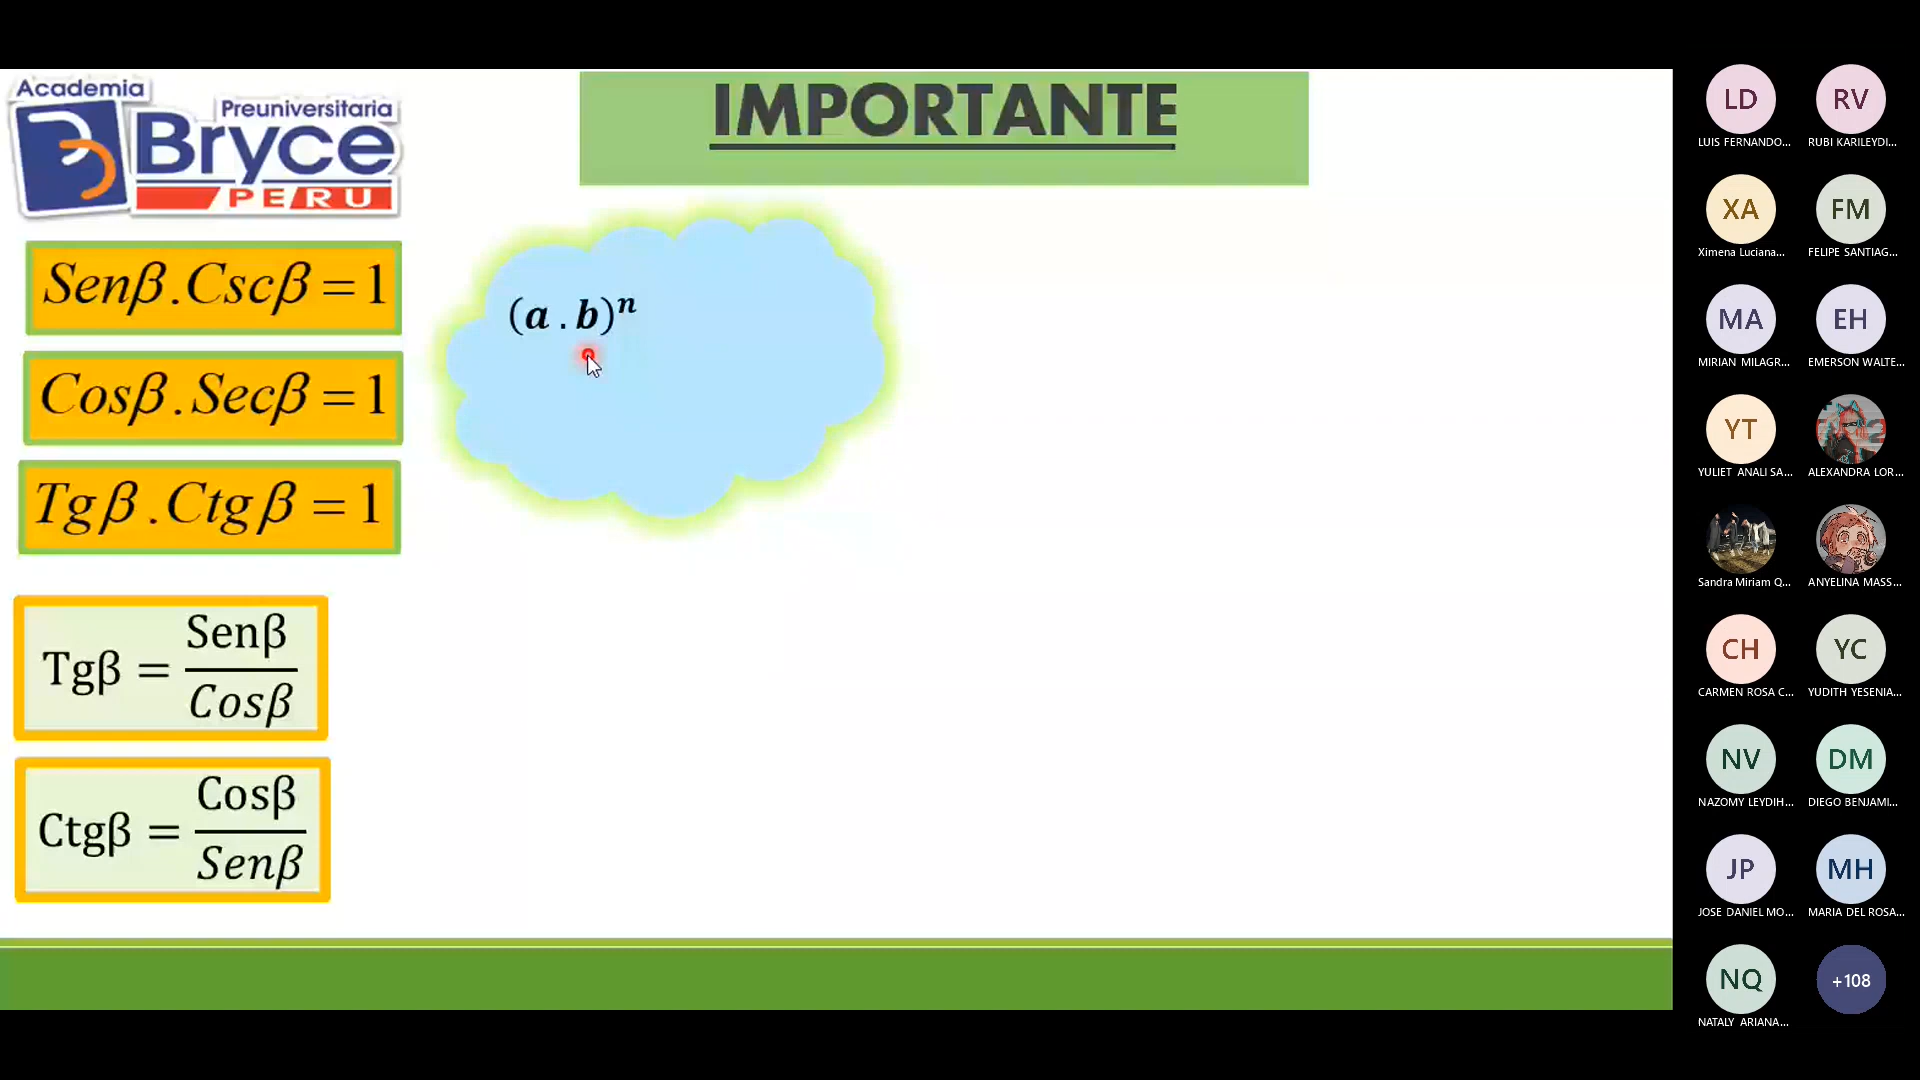 Academia
Preuniversitaria
Bryce
PERU
IMPORTANTE
Senβ.Cscβ = 1
Cosβ.Secβ = 1
Tgβ.Ctgβ = 1
Tgβ = Senβ / Cosβ
Ctgβ = Cosβ / Senβ
(a . b)ⁿ
LD
RV
LUIS FERNANDO...
RUBI KARILEYDI...
XA
FM
Ximena Luciana...
FELIPE SANTIAG...
MA
EH
MIRIAN MILAGR...
EMERSON WALTE...
YT
YULIET ANALI SA...
ALEXANDRA LOR...
Sandra Miriam Q...
ANYELINA MASS...
CH
YC
CARMEN ROSA C...
YUDITH YESENIA...
NV
DM
NAZOMY LEYDIH...
DIEGO BENJAMI...
JP
MH
JOSE DANIEL MO...
MARIA DEL ROSA...
NQ
+108
NATALY ARIANA...